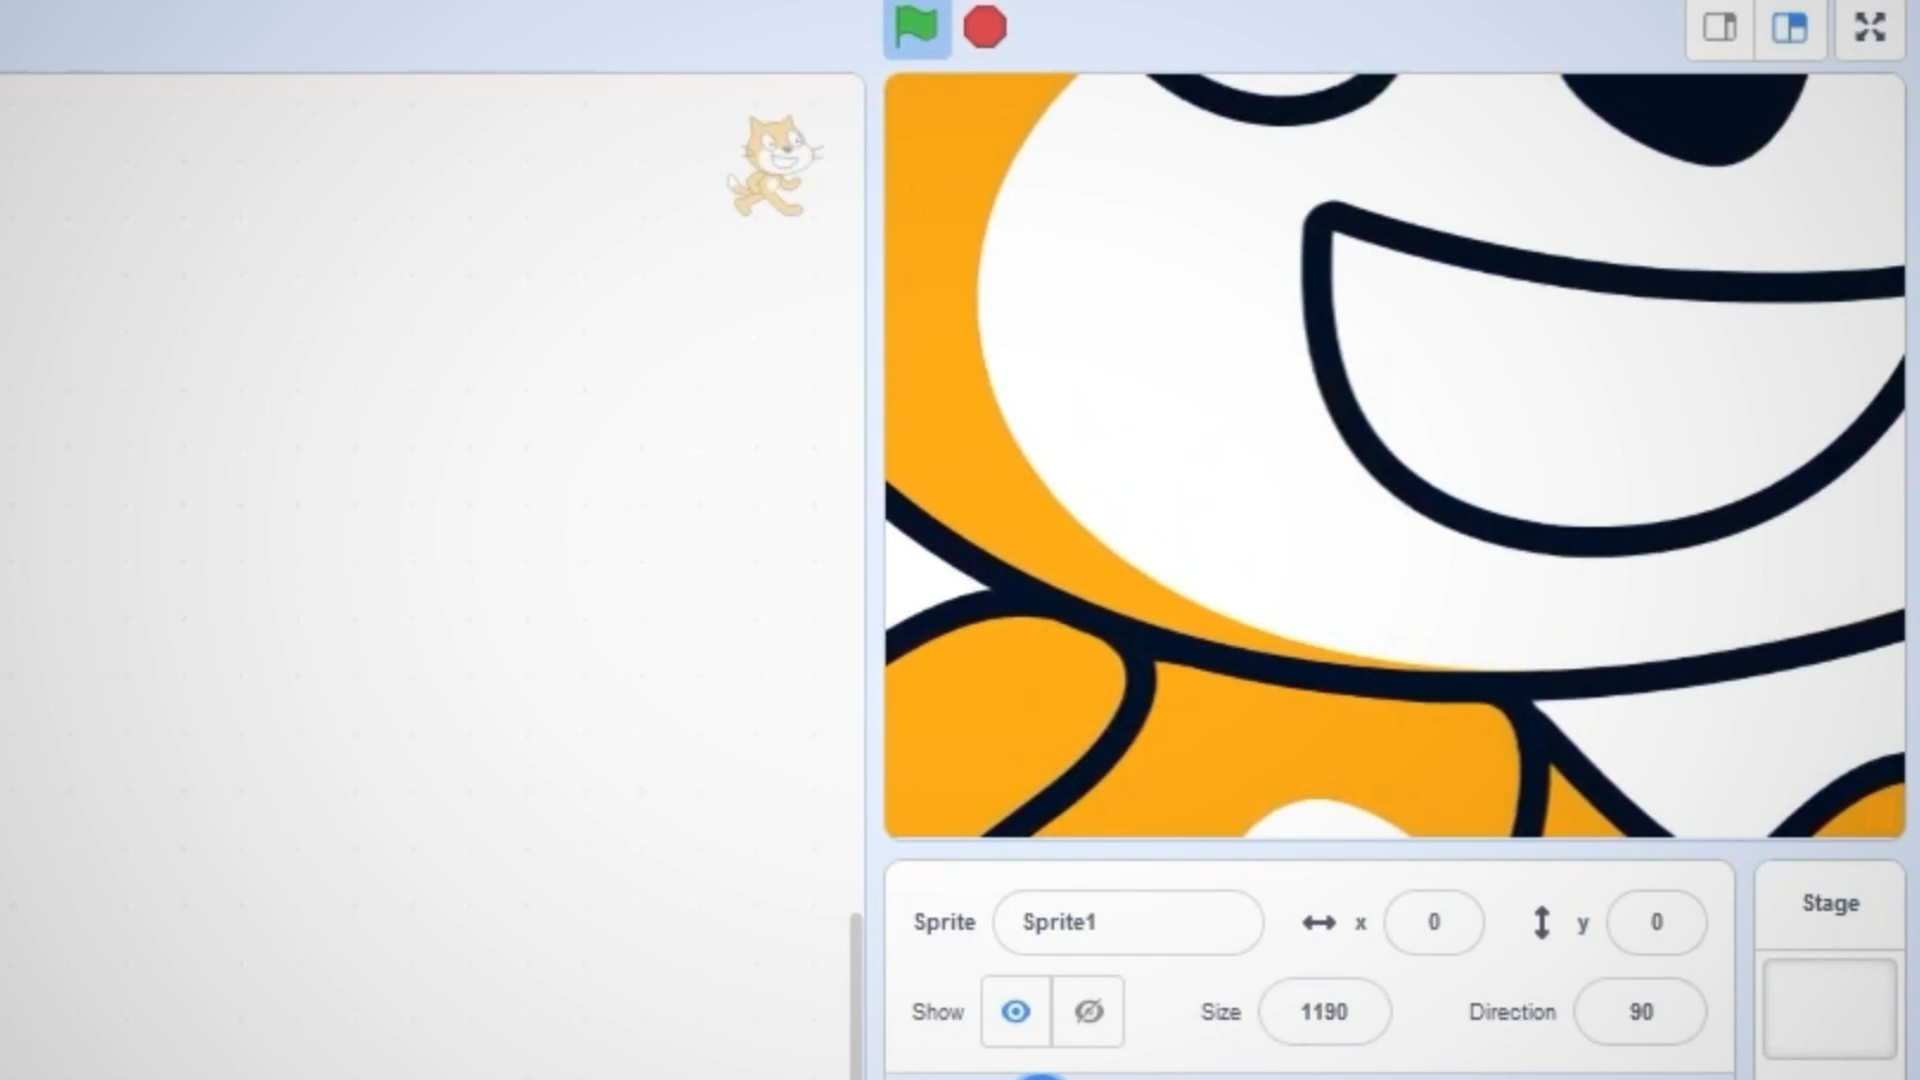 Sprite Sprite1 x 0 y 0
Stage
Show Size 1190 Direction 90